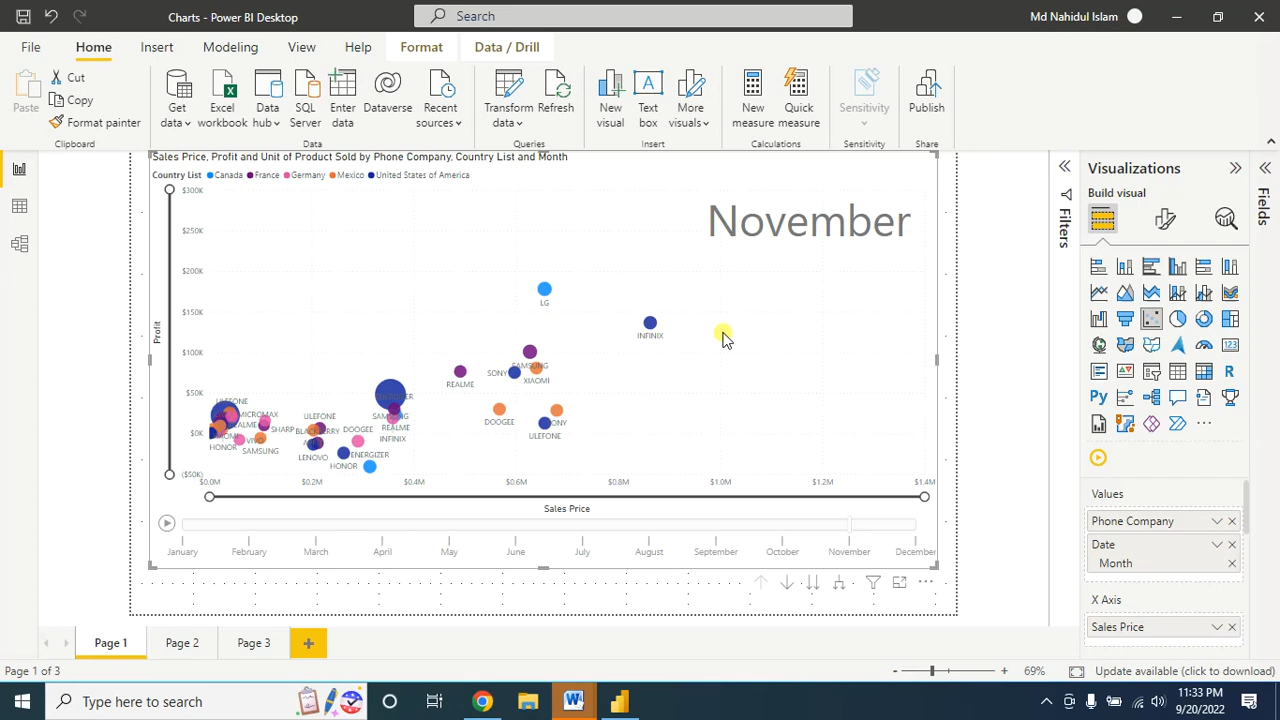 Charts - Power BI Desktop
Search
Md Nahidul Islam
File Home Insert Modeling View Help Format Data / Drill
Paste
Cut
Copy
Format painter
Get data
Excel workbook
Data hub
SQL Server
Enter data
Dataverse
Recent sources
Transform data
Refresh
New visual
Text box
More visuals
New measure
Quick measure
Sensitivity
Publish
Clipboard Data Queries Insert Calculations Sensitivity Share
Sales Price, Profit and Unit of Product Sold by Phone Company, Country List and Month
Country List Canada France Germany Mexico United States of America
November
Profit
$300K
$250K
$200K
$150K
$100K
$50K
$0K
($50K)
LG
INFINIX
SAMSUNG
REALME
SONY
XIAOMI
DOOGEE
SONY
ULEFONE
ENERGIZER
SAMSUNG
REALME
INFINIX
ULEFONE
MICROMAX
REALME
SHARP
ULEFONE
BLACKBERRY
DOOGEE
XIAOMI
HONOR
VIVO
SAMSUNG
LENOVO
ENERGIZER
HONOR
$0.0M $0.2M $0.4M $0.6M $0.8M $1.0M $1.2M $1.4M
Sales Price
January February March April May June July August September October November December
Visualizations
Build visual
Filters
Fields
123
R
Py
Values
Phone Company
Date
Month
X Axis
Sales Price
Page 1 Page 2 Page 3
Page 1 of 3
69%
Update available (click to download)
Type here to search
11:33 PM
9/20/2022